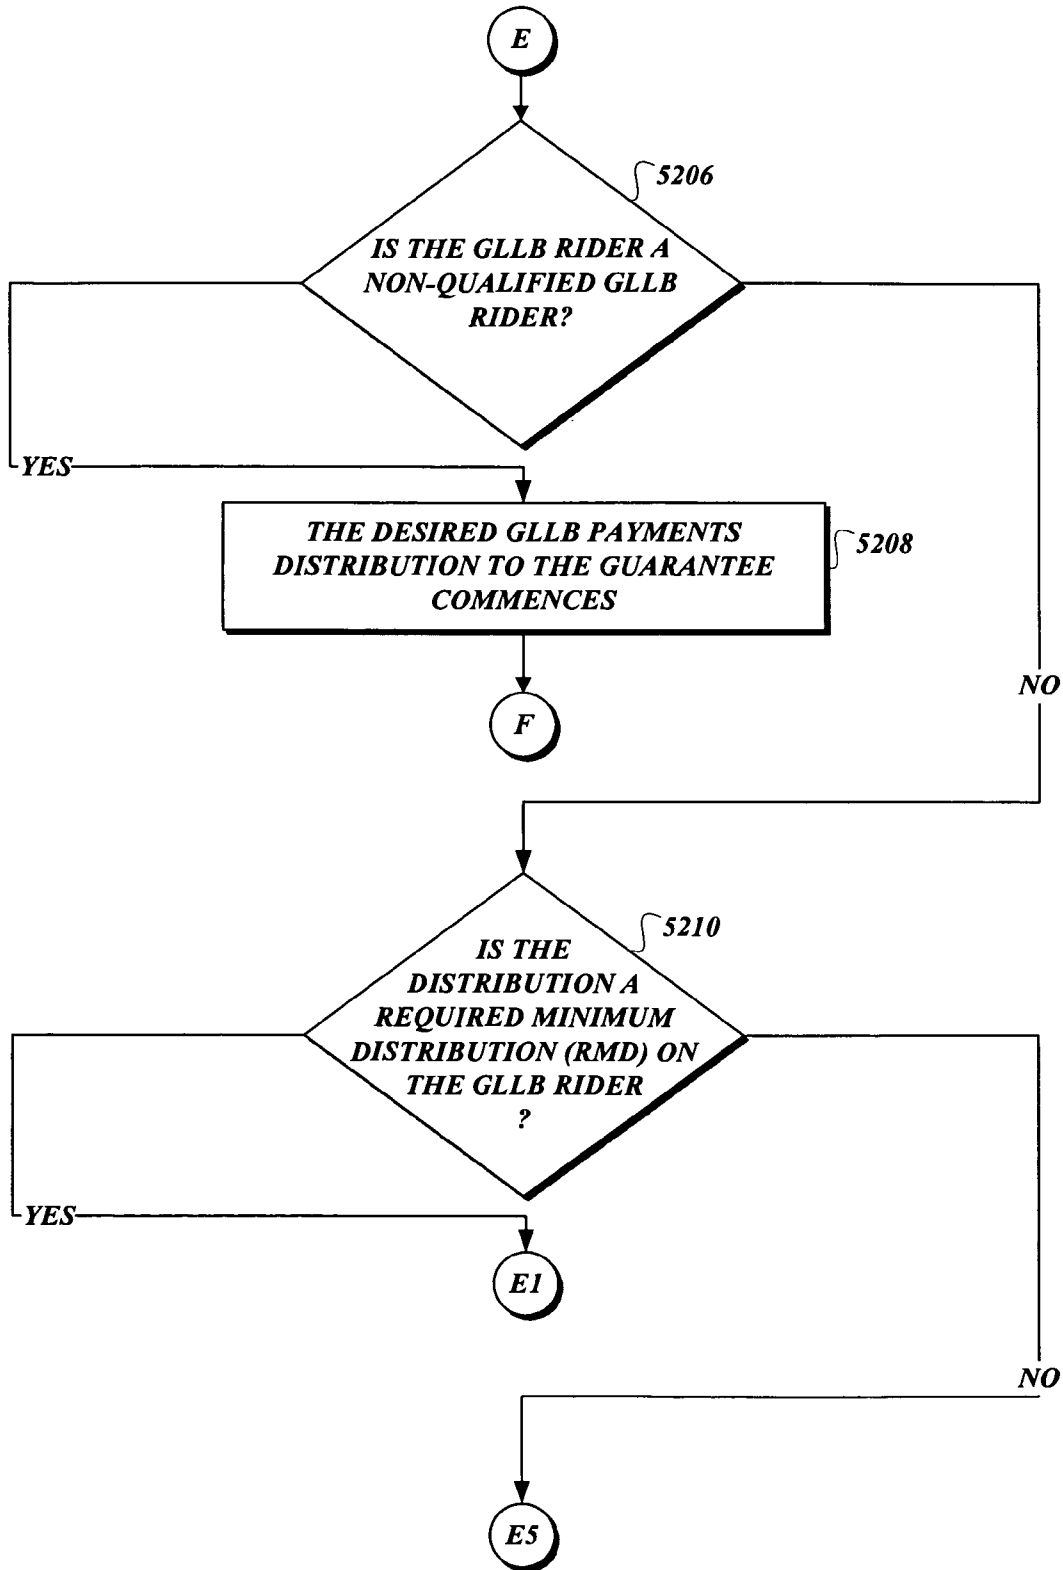 E
5206
IS THE GLLB RIDER A
NON-QUALIFIED GLLB
RIDER?
YES
THE DESIRED GLLB PAYMENTS
DISTRIBUTION TO THE GUARANTEE
COMMENCES
5208
NO
F
5210
IS THE
DISTRIBUTION A
REQUIRED MINIMUM
DISTRIBUTION (RMD) ON
THE GLLB RIDER
?
YES
E1
NO
E5